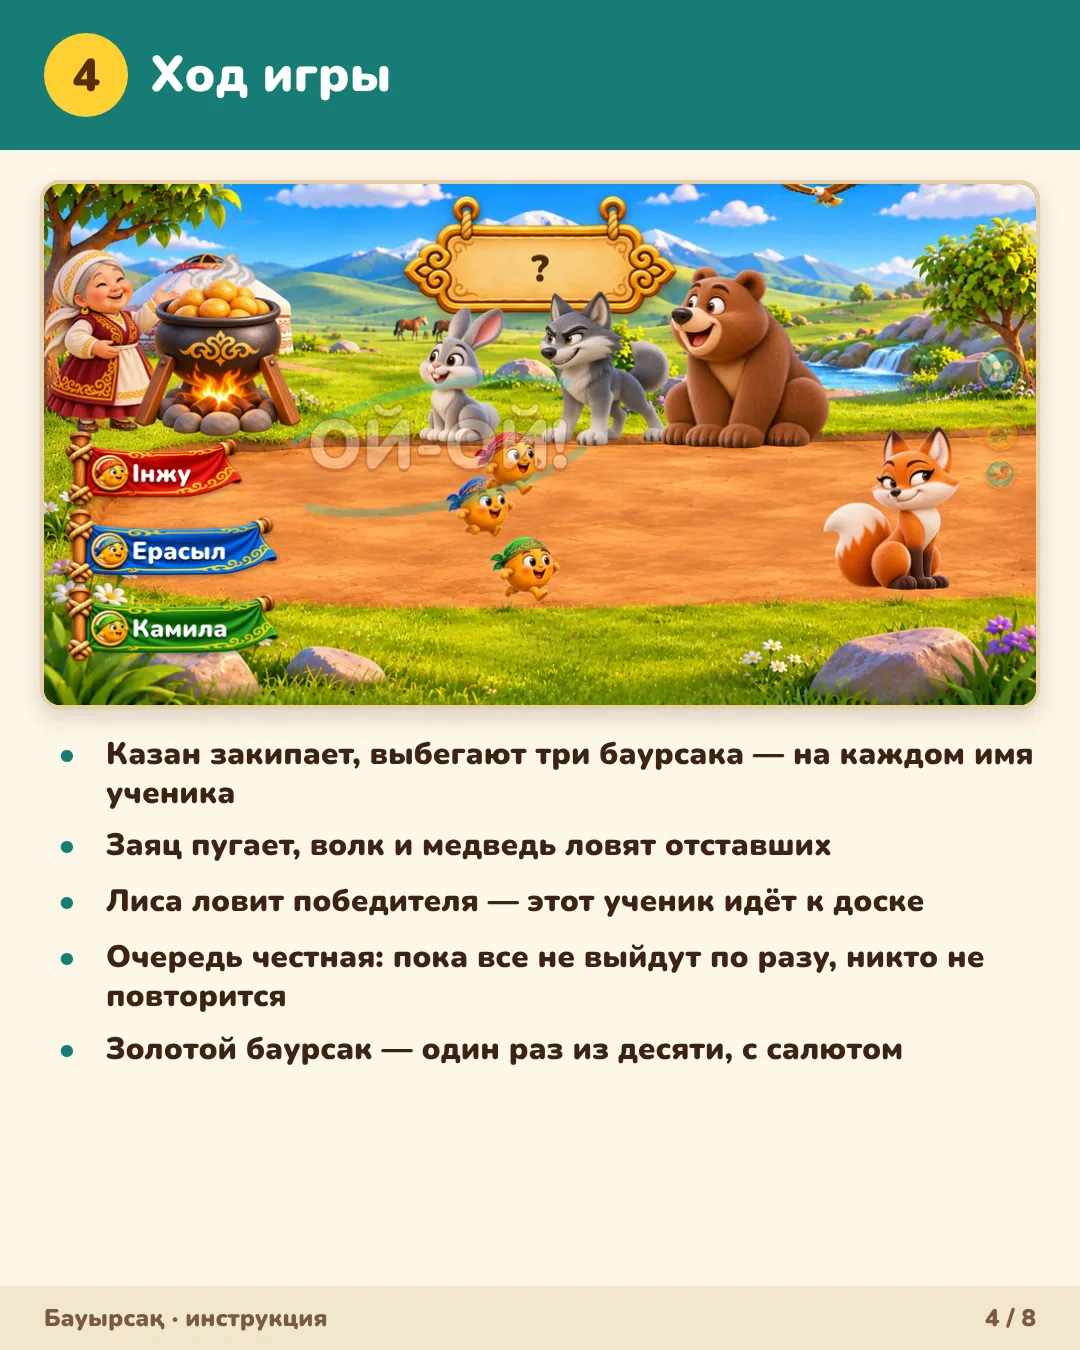 4
Ход игры
?
ОЙ-ОЙ!
Інжу
Ерасыл
Камила
• Казан закипает, выбегают три баурсака — на каждом имя
ученика
• Заяц пугает, волк и медведь ловят отставших
• Лиса ловит победителя — этот ученик идёт к доске
• Очередь честная: пока все не выйдут по разу, никто не
повторится
• Золотой баурсак — один раз из десяти, с салютом
Бауырсақ · инструкция
4 / 8